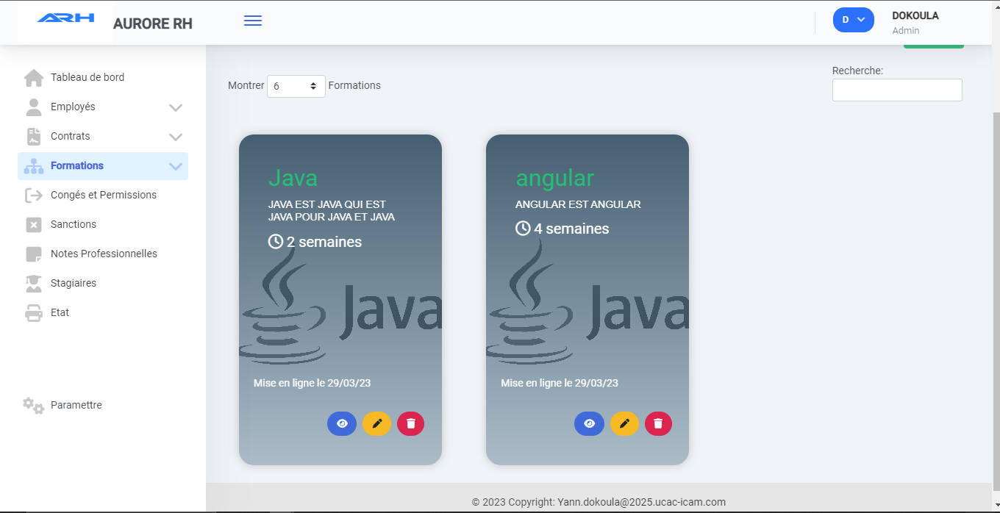 ARH
AURORE RH
D
DOKOULA
Admin
Tableau de bord
Employés
Contrats
Formations
Congés et Permissions
Sanctions
Notes Professionnelles
Stagiaires
Etat
Paramettre
Montrer 6 Formations
Recherche:
Java
JAVA EST JAVA QUI EST
JAVA POUR JAVA ET JAVA
2 semaines
Java
Mise en ligne le 29/03/23
angular
ANGULAR EST ANGULAR
4 semaines
Java
Mise en ligne le 29/03/23
© 2023 Copyright: Yann.dokoula@2025.ucac-icam.com